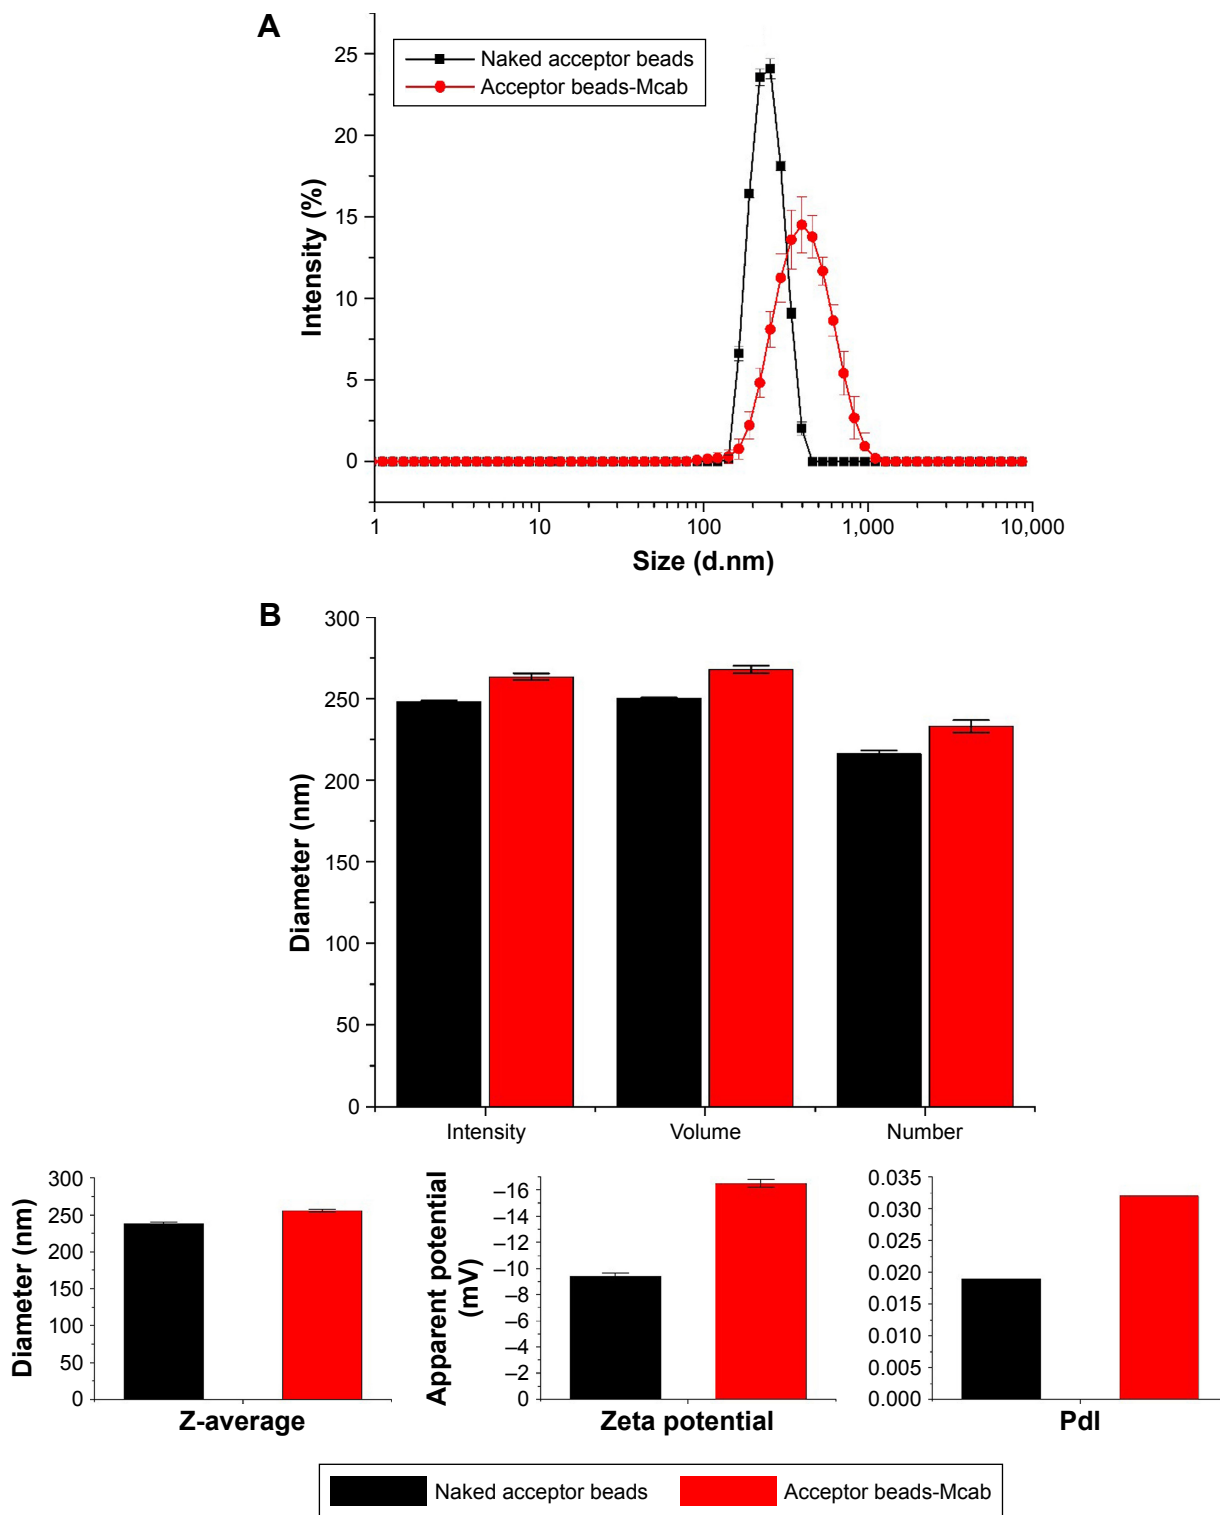 A
Naked acceptor beads
Acceptor beads-Mcab
Intensity (%)
25
20
15
10
5
0
1 10 100 1,000 10,000
Size (d.nm)
B
Diameter (nm)
300
250
200
150
100
50
0
Intensity Volume Number
Diameter (nm)
300
250
200
150
100
50
0
Z-average
Apparent potential
(mV)
–16
–14
–12
–10
–8
–6
–4
–2
0
Zeta potential
0.035
0.030
0.025
0.020
0.015
0.010
0.005
0.000
PdI
Naked acceptor beads
Acceptor beads-Mcab